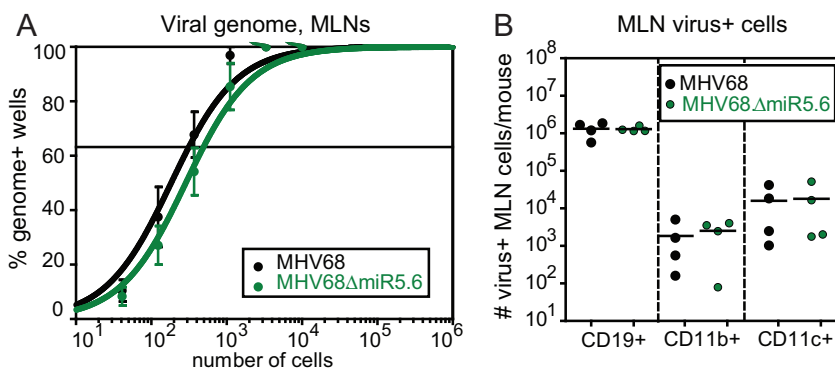 A
Viral genome, MLNs
% genome+ wells
100
80
60
40
20
0
MHV68
MHV68ΔmiR5.6
10¹ 10² 10³ 10⁴ 10⁵ 10⁶
number of cells
B
MLN virus+ cells
# virus+ MLN cells/mouse
10⁸
10⁷
10⁶
10⁵
10⁴
10³
10²
10¹
MHV68
MHV68ΔmiR5.6
CD19+ CD11b+ CD11c+